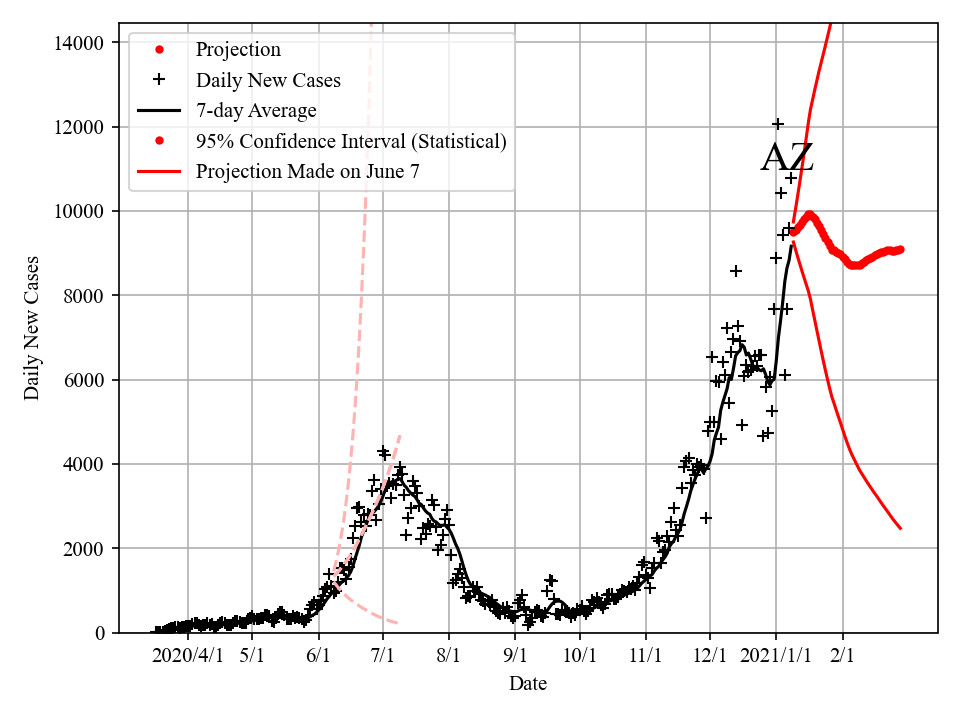 14000
12000
10000
8000
6000
4000
2000
0
Daily New Cases
Projection
Daily New Cases
7-day Average
95% Confidence Interval (Statistical)
Projection Made on June 7
AZ
2020/4/1 5/1 6/1 7/1 8/1 9/1 10/1 11/1 12/1 2021/1/1 2/1
Date